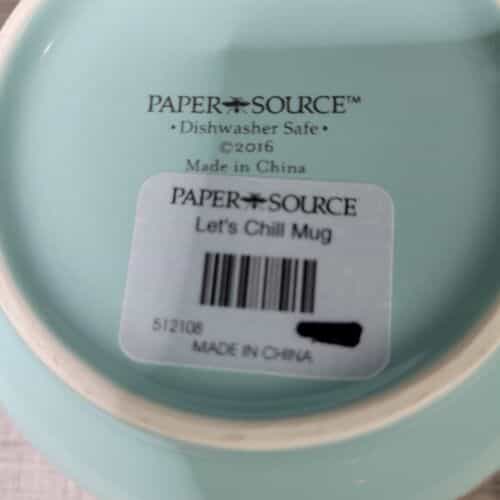 PAPER SOURCE™
• Dishwasher Safe •
©2016
Made in China
PAPER SOURCE
Let's Chill Mug
512108
MADE IN CHINA